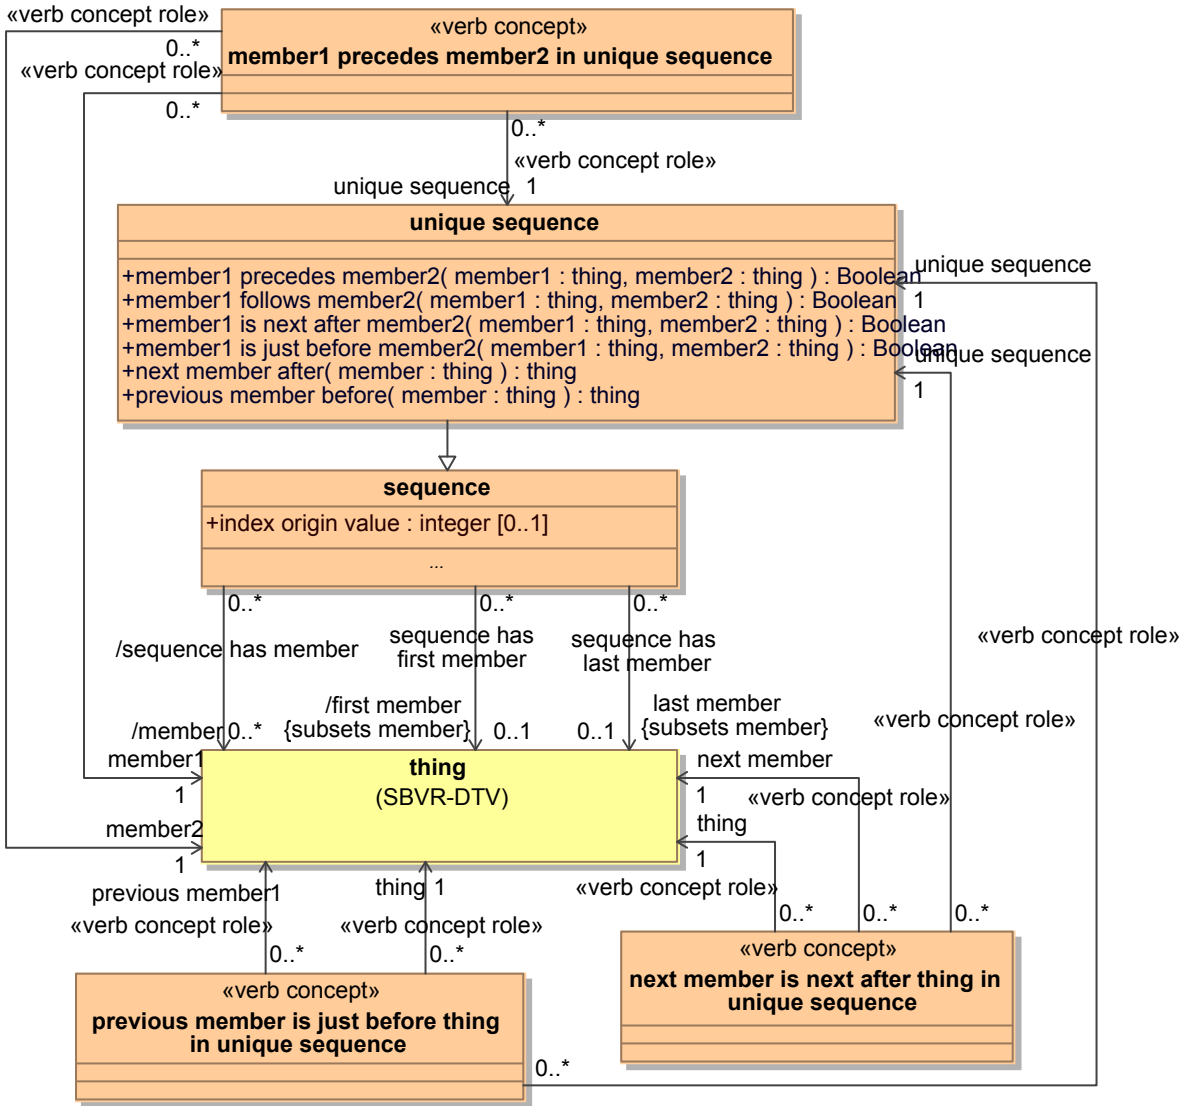 «verb concept role»
0..*
«verb concept role»
0..*
«verb concept»
member1 precedes member2 in unique sequence
0..*
«verb concept role»
unique sequence 1
unique sequence
+member1 precedes member2( member1 : thing, member2 : thing ) : Boolean
+member1 follows member2( member1 : thing, member2 : thing ) : Boolean
+member1 is next after member2( member1 : thing, member2 : thing ) : Boolean
+member1 is just before member2( member1 : thing, member2 : thing ) : Boolean
+next member after( member : thing ) : thing
+previous member before( member : thing ) : thing
unique sequence
1
unique sequence
1
sequence
+index origin value : integer [0..1]
...
0..*
0..*
0..*
/sequence has member
sequence has
first member
sequence has
last member
«verb concept role»
/member 0..*
/first member
{subsets member}
0..1
0..1
last member
{subsets member}
«verb concept role»
member1
1
member2
1
thing
(SBVR-DTV)
next member
1
«verb concept role»
thing
1
«verb concept role»
previous member1
«verb concept role»
0..*
thing 1
«verb concept role»
0..*
0..*
0..*
0..*
«verb concept»
next member is next after thing in
unique sequence
«verb concept»
previous member is just before thing
in unique sequence
0..*